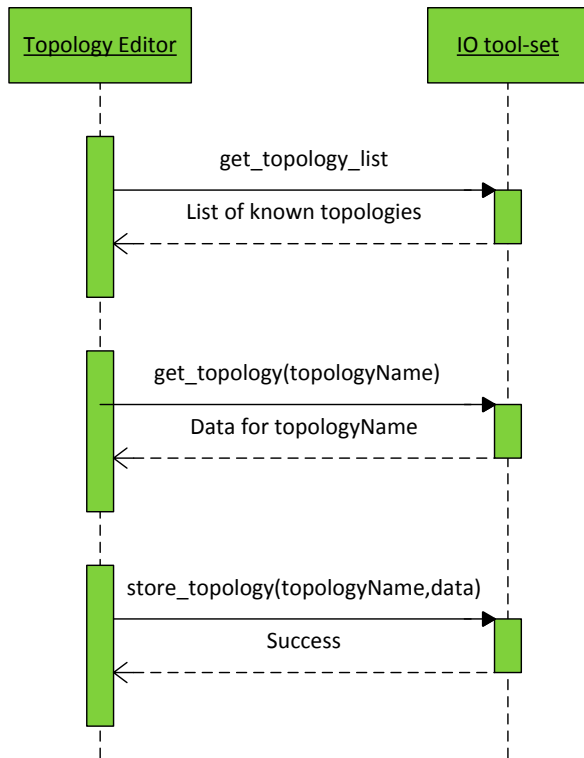 Topology Editor
IO tool-set
get_topology_list
List of known topologies
get_topology(topologyName)
Data for topologyName
store_topology(topologyName,data)
Success